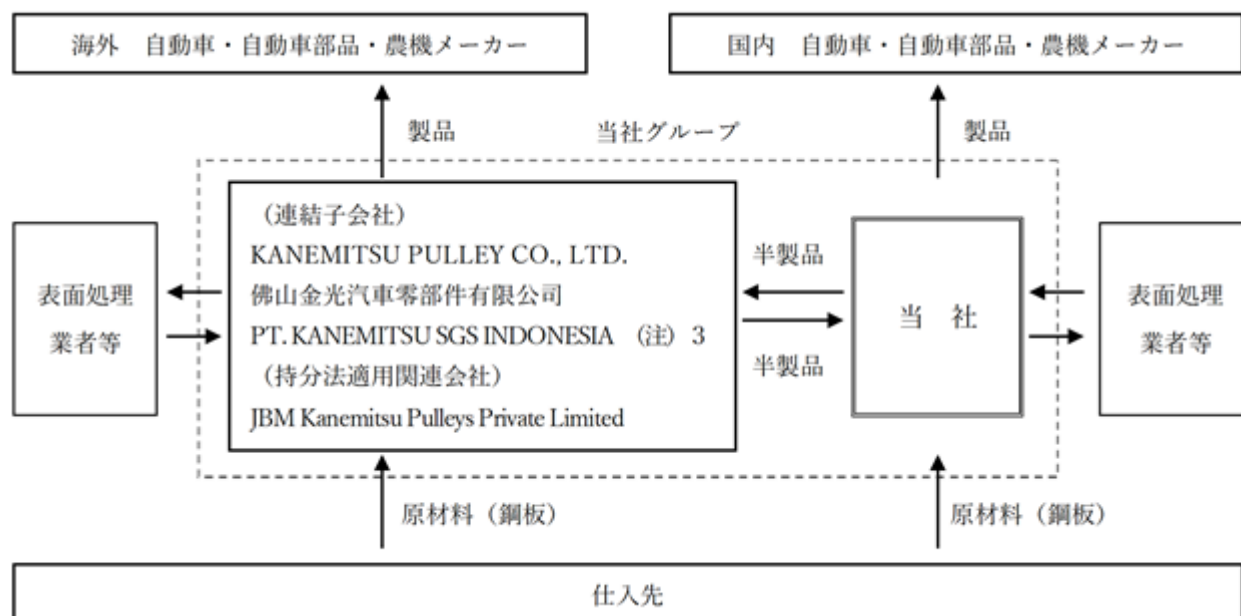 海外 自動車・自動車部品・農機メーカー
国内 自動車・自動車部品・農機メーカー
製品
当社グループ
製品
(連結子会社)
KANEMITSU PULLEY CO., LTD.
佛山金光汽車零部件有限公司
PT. KANEMITSU SGS INDONESIA (注) 3
(持分法適用関連会社)
JBM Kanemitsu Pulleys Private Limited
表面処理
業者等
半製品
半製品
当 社
表面処理
業者等
原材料(鋼板)
原材料(鋼板)
仕入先